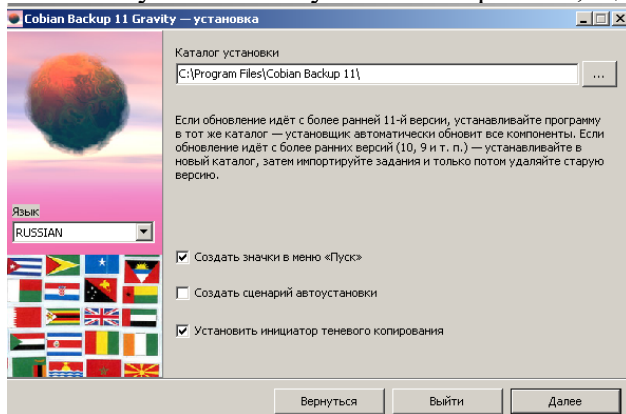 Cobian Backup 11 Gravity — установка
Каталог установки
C:\Program Files\Cobian Backup 11\
...
Если обновление идёт с более ранней 11-й версии, устанавливайте программу
в тот же каталог — установщик автоматически обновит все компоненты. Если
обновление идёт с более ранних версий (10, 9 и т. п.) — устанавливайте в
новый каталог, затем импортируйте задания и только потом удаляйте старую
версию.
Язык
RUSSIAN
Создать значки в меню «Пуск»
Создать сценарий автоустановки
Установить инициатор теневого копирования
Вернуться
Выйти
Далее